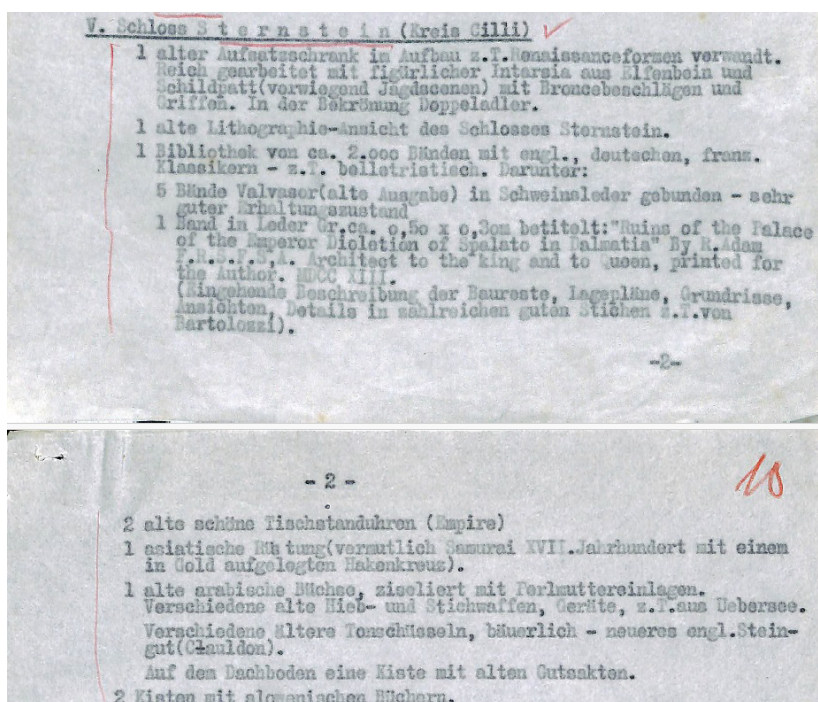 V. Schloss S t e r n s t e i n (Kreis Cilli)
1 alter Aufsatzschrank im Aufbau z.T.Renaissanceformen verwandt.
Reich gearbeitet mit figürlicher Intarsia aus Elfenbein und
Schildpatt(vorwiegend Jagdscenen) mit Broncebeschlägen und
Griffen. In der Bekrönung Doppeladler.
1 alte Lithographie-Ansicht des Schlosses Sternstein.
1 Bibliothek von ca. 2.ooo Bänden mit engl., deutschen, franz.
Klassikern - z.T. belletristisch. Darunter:
5 Bände Valvasor(alte Ausgabe) in Schweinsleder gebunden - sehr
guter Erhaltungszustand
1 Band in Leder Gr.ca. o,5o x o,3om betitelt:"Ruins of the Palace
of the Emperor Diocletion of Spalato in Dalmatia" By R.Adam
F.R.S.F.S,A. Architect to the king and to Queen, printed for
the Author. MDCC XIII.
(Eingehende Beschreibung der Baureste, Lagepläne, Grundrisse,
Ansichten, Details in zahlreichen guten Stichen z.T.von
Bartolozzi).
-2-
- 2 -
10
2 alte schöne Tischstanduhren (Empire)
1 asiatische Rüstung(vermutlich Samurai XVII.Jahrhundert mit einem
in Gold aufgelegten Hakenkreuz).
1 alte arabische Büchse, ziseliert mit Perlmuttereinlagen.
Verschiedene alte Hieb- und Stichwaffen, Geräte, z.T.aus Uebersee.
Verschiedene ältere Tonschüsseln, bäuerlich - neueres engl.Stein-
gut(Clauldon).
Auf dem Dachboden eine Kiste mit alten Gutsakten.
2 Kisten mit slowenischen Büchern.